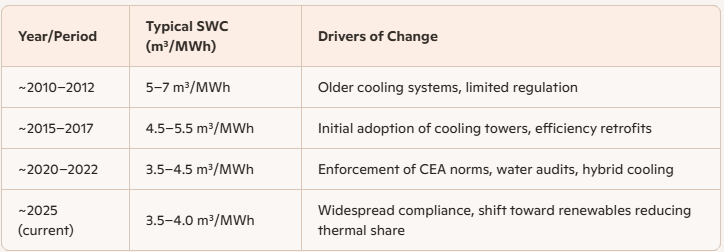 Year/Period
Typical SWC
(m³/MWh)
Drivers of Change
~2010–2012
5–7 m³/MWh
Older cooling systems, limited regulation
~2015–2017
4.5–5.5 m³/MWh
Initial adoption of cooling towers, efficiency retrofits
~2020–2022
3.5–4.5 m³/MWh
Enforcement of CEA norms, water audits, hybrid cooling
~2025
(current)
3.5–4.0 m³/MWh
Widespread compliance, shift toward renewables reducing
thermal share